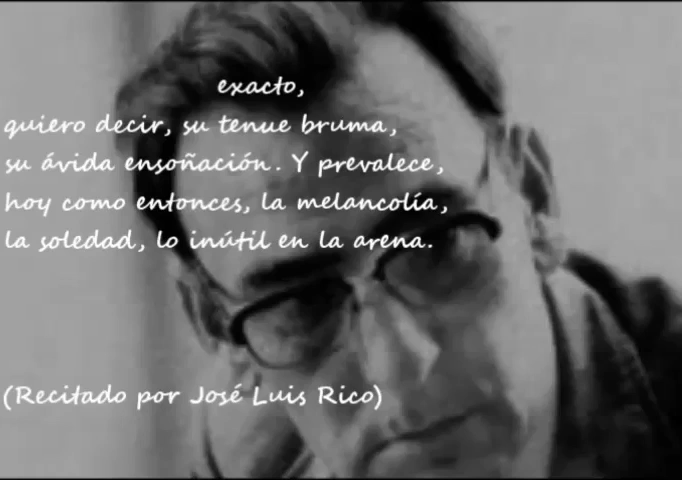 exacto,
quiero decir, su tenue bruma,
su ávida ensoñación. Y prevalece,
hoy como entonces, la melancolía,
la soledad, lo inútil en la arena.
(Recitado por José Luis Rico)